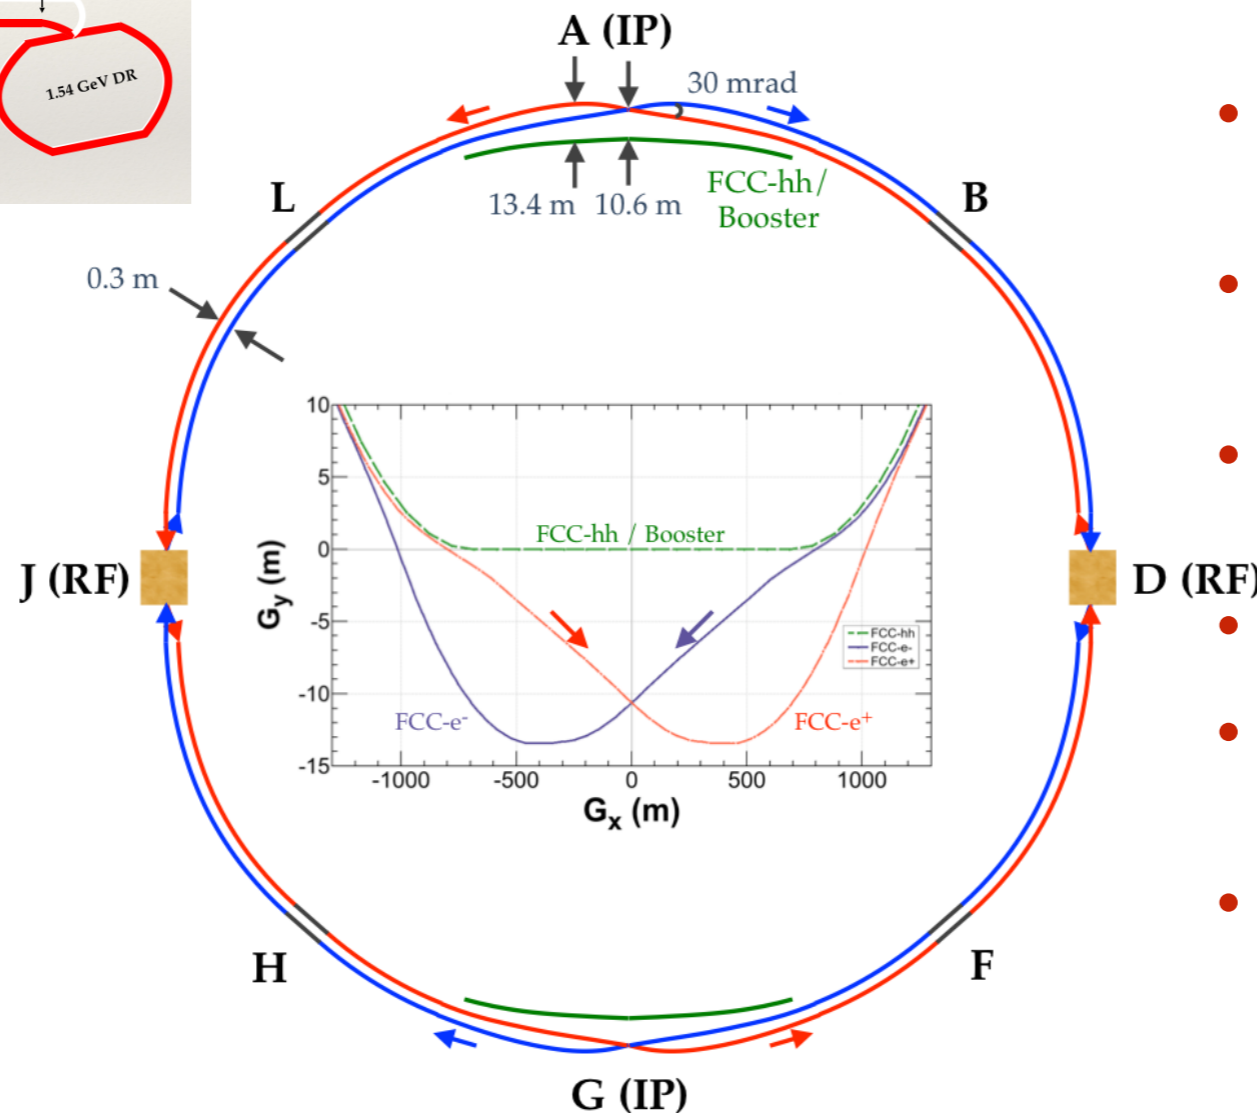 1.54 GeV DR
A (IP)
30 mrad
L
13.4 m 10.6 m
FCC-hh/
Booster
B
0.3 m
10
5
0
-5
-10
-15
G_y (m)
FCC-hh / Booster
FCC-hh
FCC-e-
FCC-e+
FCC-e⁻
FCC-e⁺
-1000 -500 0 500 1000
G_x (m)
J (RF)
D (RF)
H
F
G (IP)